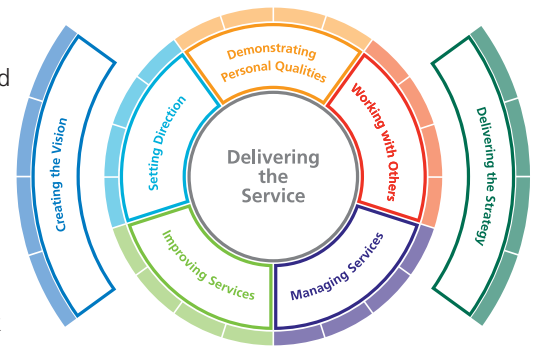 d
Creating the Vision
Setting Direction
Demonstrating
Personal Qualities
Working with Others
Delivering the Strategy
Delivering
the
Service
Improving Services
Managing Services